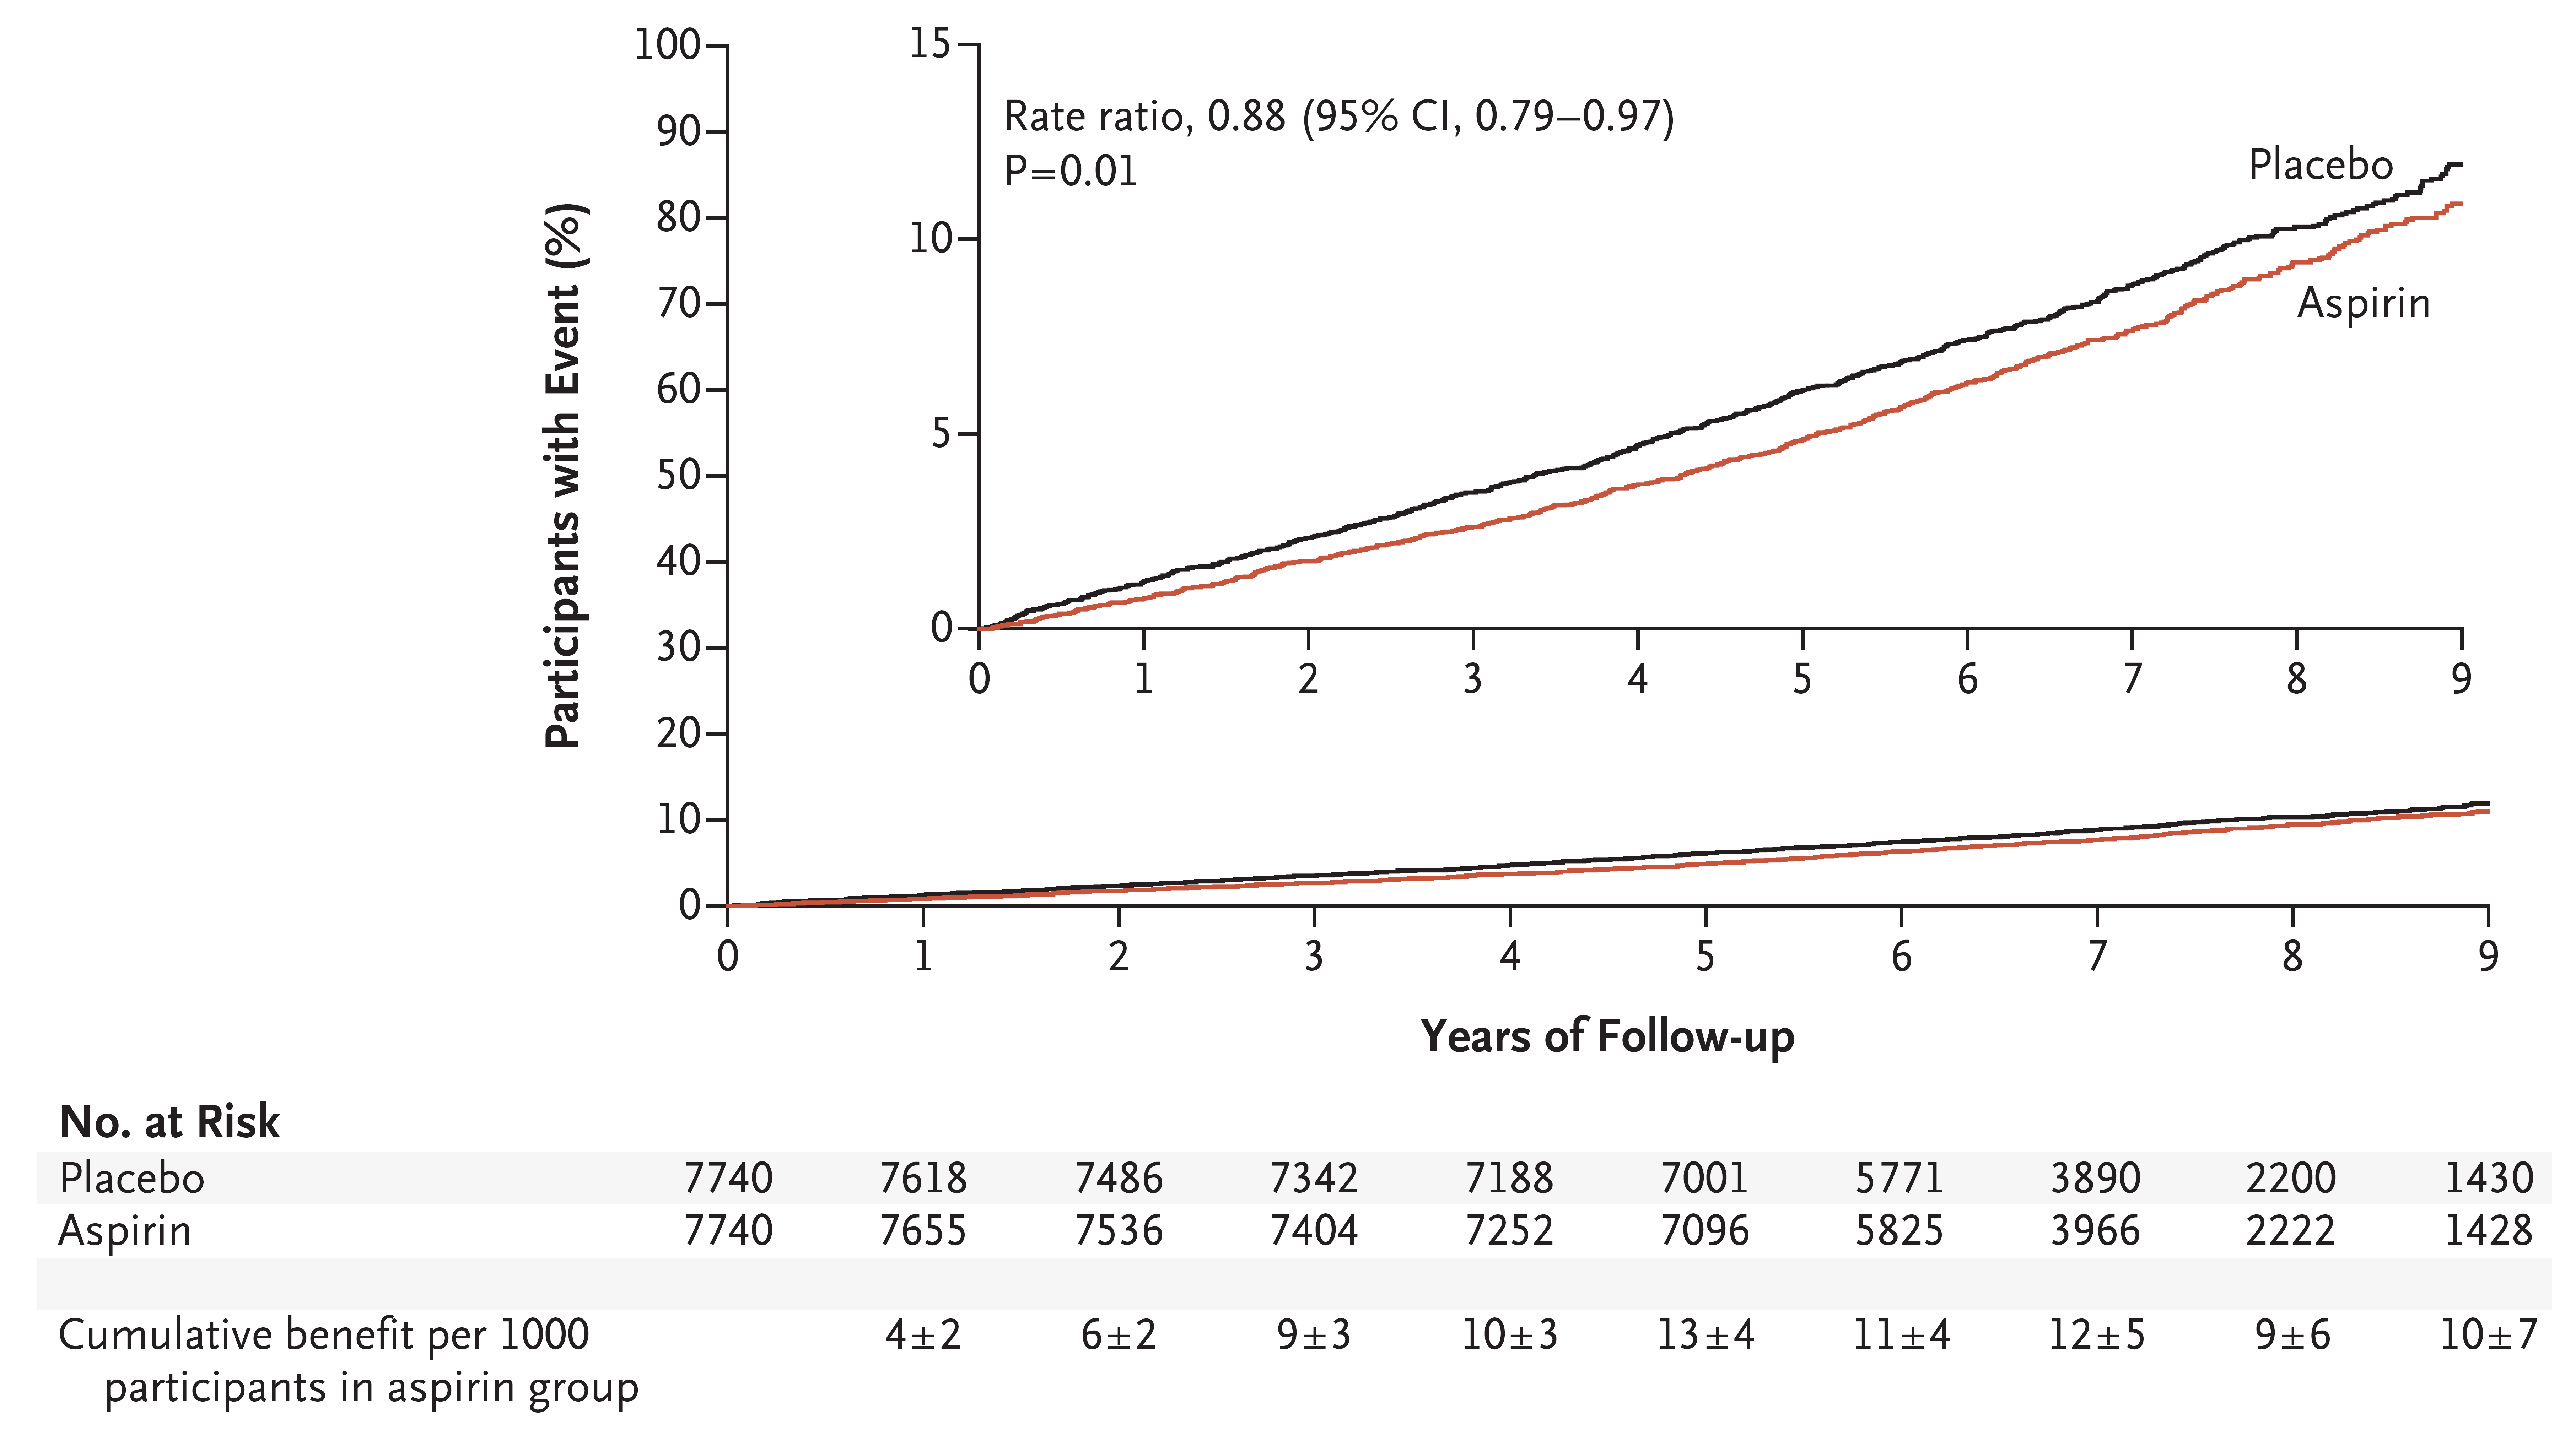 100
90
80
70
60
50
40
30
20
10
0
Participants with Event (%)
15
10
5
0
Rate ratio, 0.88 (95% CI, 0.79–0.97)
P=0.01
Placebo
Aspirin
0 1 2 3 4 5 6 7 8 9
0 1 2 3 4 5 6 7 8 9
Years of Follow-up
No. at Risk
Placebo 7740 7618 7486 7342 7188 7001 5771 3890 2200 1430
Aspirin 7740 7655 7536 7404 7252 7096 5825 3966 2222 1428
Cumulative benefit per 1000 4±2 6±2 9±3 10±3 13±4 11±4 12±5 9±6 10±7
participants in aspirin group